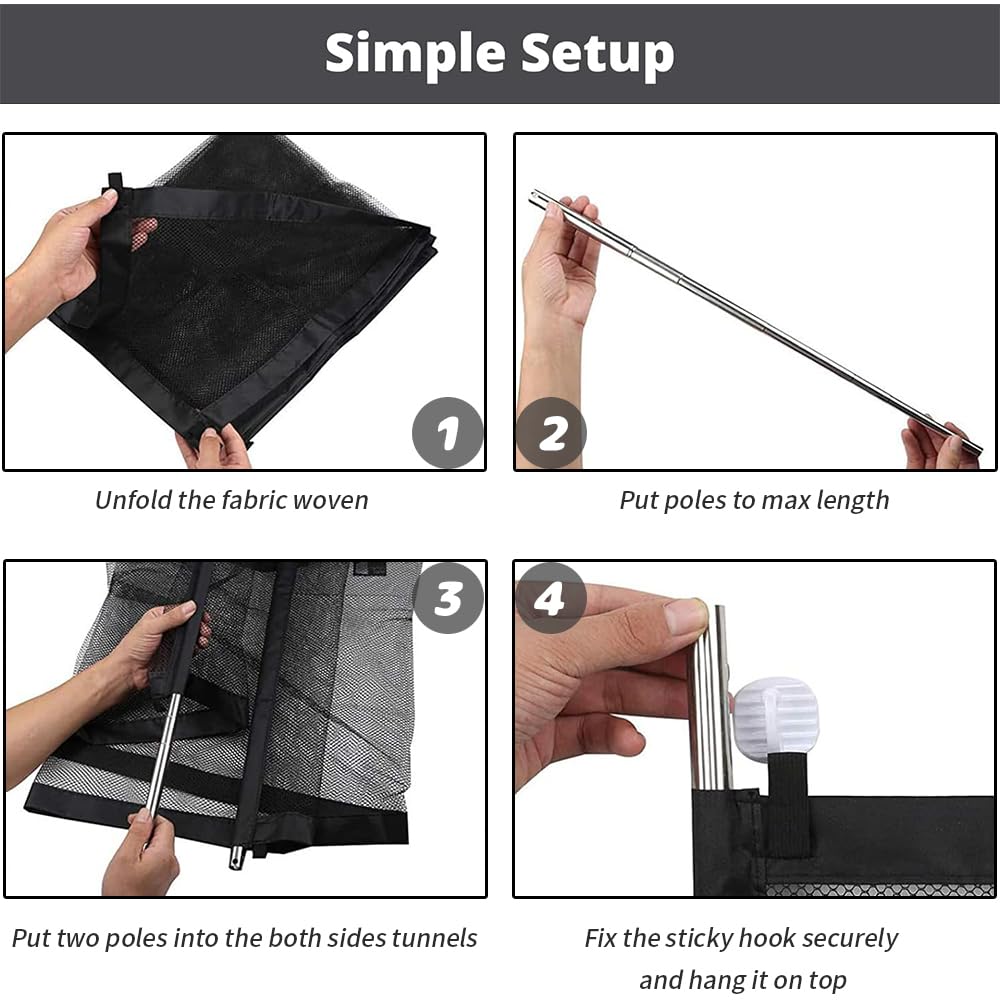 Simple Setup
1
2
Unfold the fabric woven
Put poles to max length
3
4
Put two poles into the both sides tunnels
Fix the sticky hook securely
and hang it on top